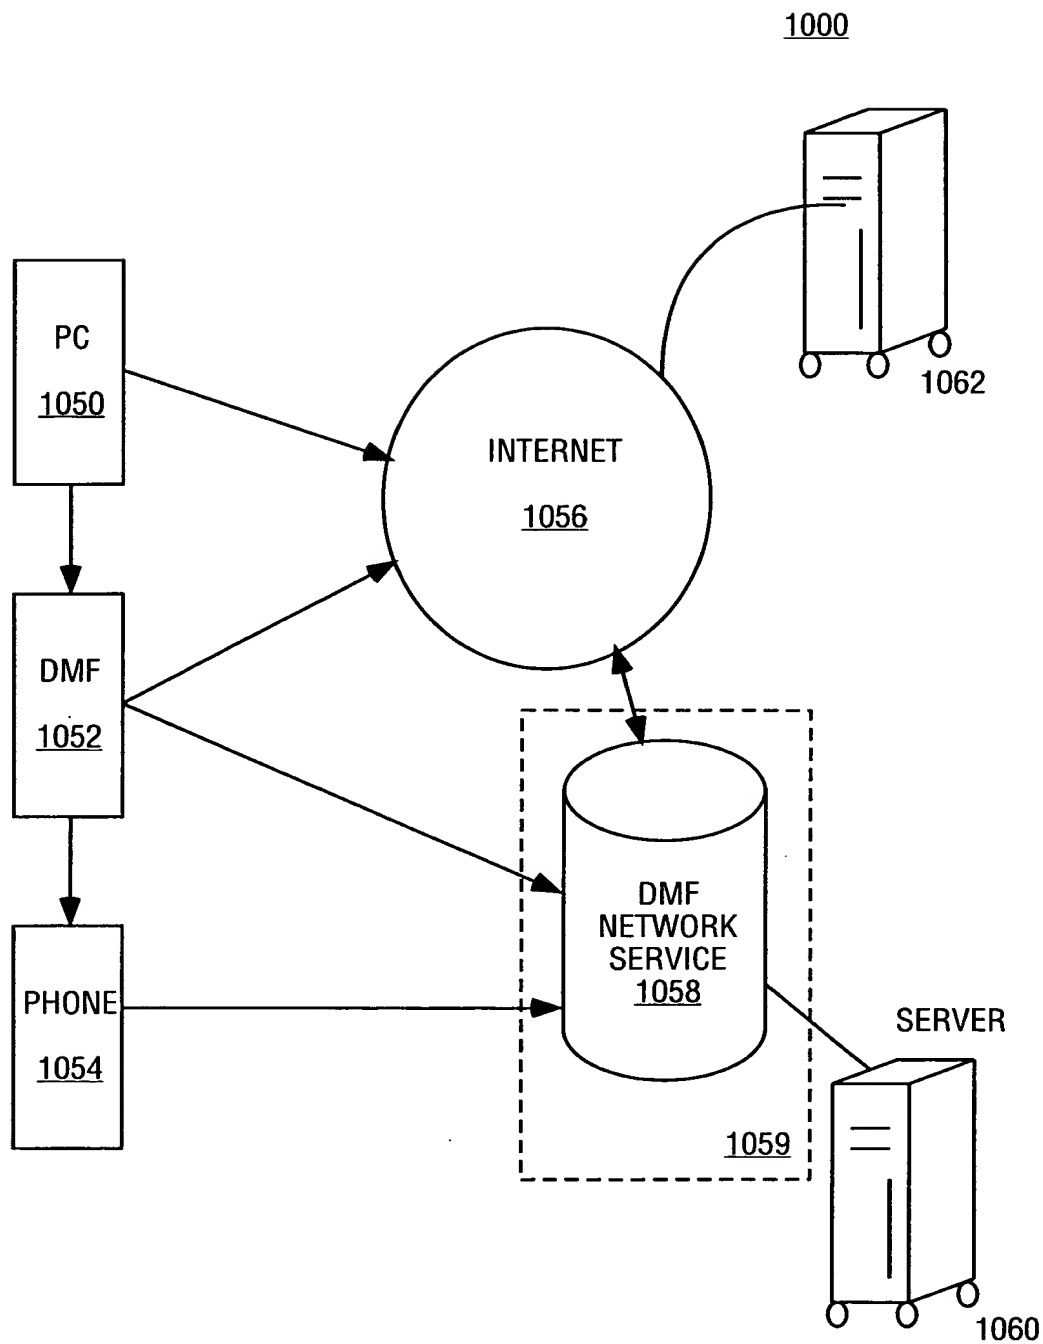 1000
1062
PC
1050
INTERNET
1056
DMF
1052
DMF
NETWORK
SERVICE
1058
PHONE
1054
SERVER
1059
1060